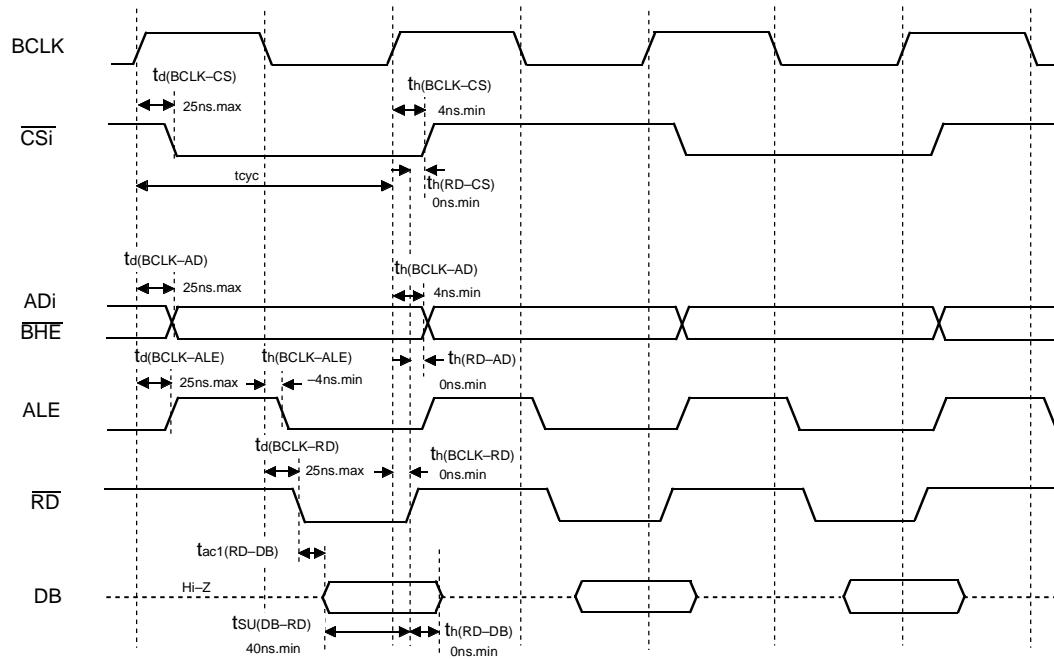 BCLK
td(BCLK–CS)
25ns.max
th(BCLK–CS)
4ns.min
CSi
tcyc
th(RD–CS)
0ns.min
td(BCLK–AD)
25ns.max
th(BCLK–AD)
4ns.min
ADi
BHE
td(BCLK–ALE)
25ns.max
th(BCLK–ALE)
–4ns.min
th(RD–AD)
0ns.min
ALE
td(BCLK–RD)
25ns.max
th(BCLK–RD)
0ns.min
RD
tac1(RD–DB)
Hi–Z
DB
tSU(DB–RD)
40ns.min
th(RD–DB)
0ns.min